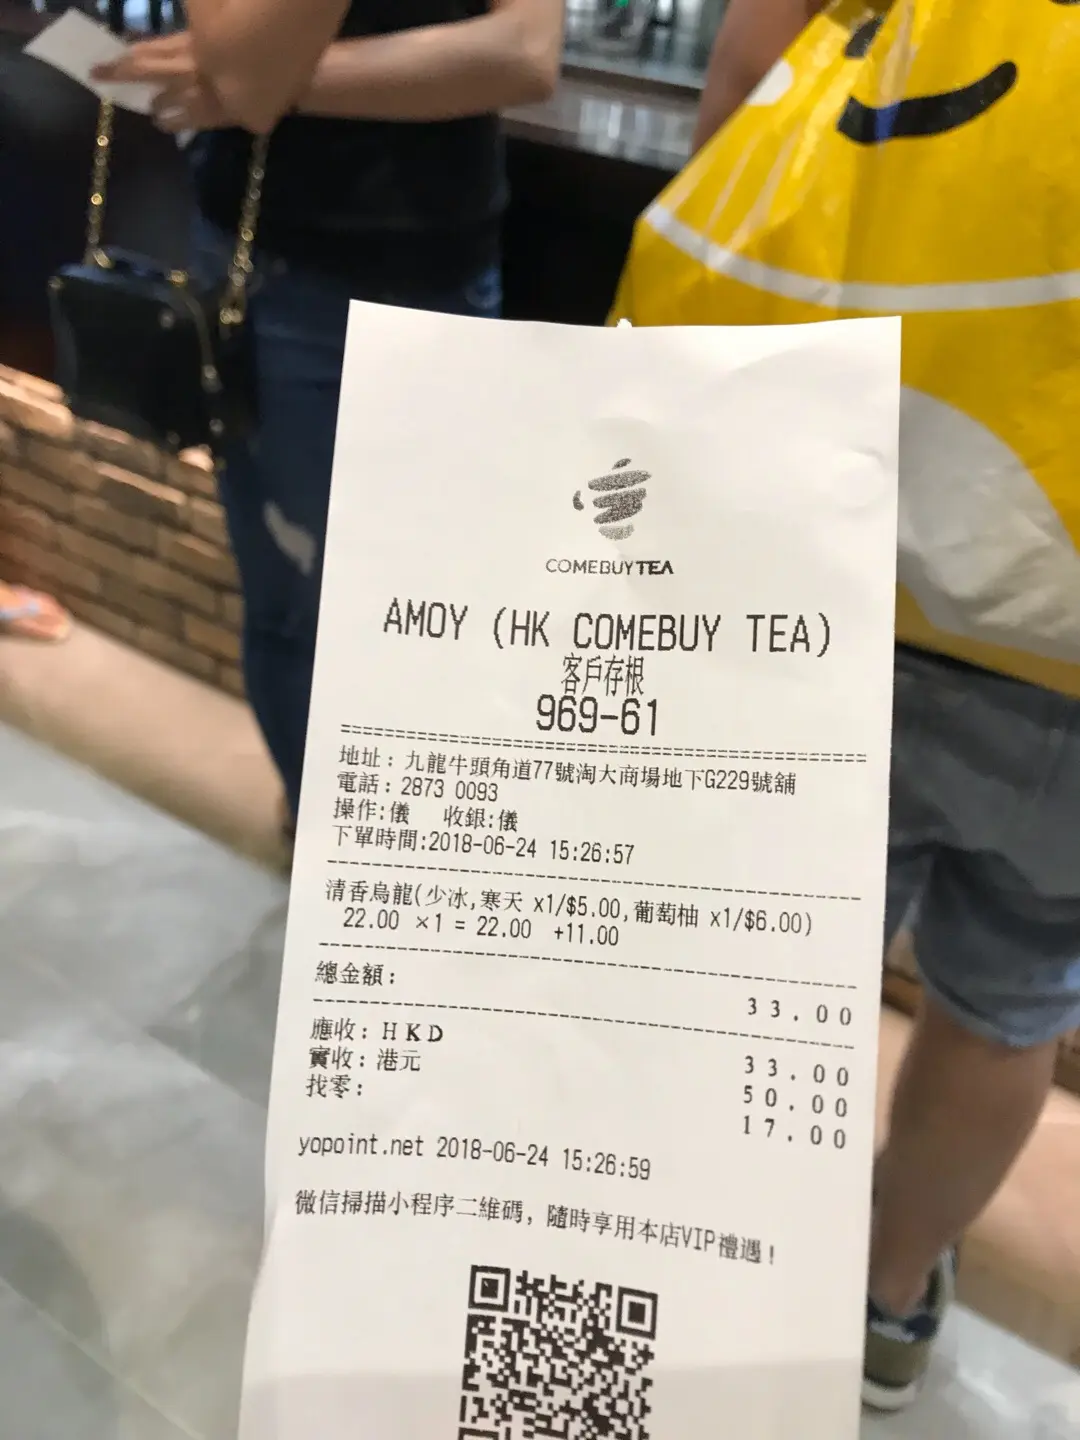 COMEBUYTEA
AMOY (HK COMEBUY TEA)
客戶存根
969-61
地址: 九龍牛頭角道77號淘大商場地下G229號舖
電話: 2873 0093
操作:儀 收銀:儀
下單時間:2018-06-24 15:26:57
清香烏龍(少冰,寒天 x1/$5.00,葡萄柚 x1/$6.00)
22.00 ×1 = 22.00 +11.00
總金額: 33.00
應收: HKD 33.00
實收: 港元 50.00
找零: 17.00
yopoint.net 2018-06-24 15:26:59
微信掃描小程序二維碼, 隨時享用本店VIP禮遇!